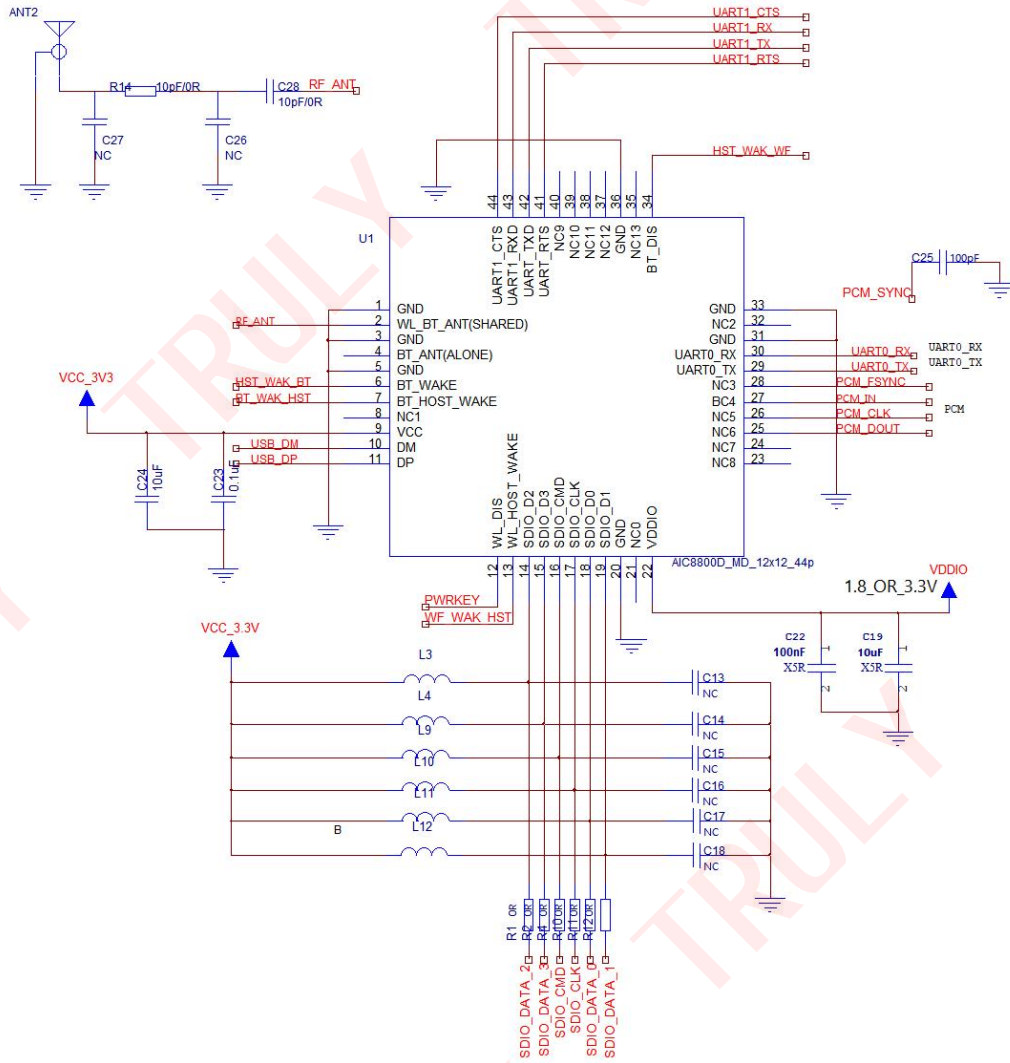 ANT2
R14
10pF/0R
C28
10pF/0R
RF_ANT
C27
NC
C26
NC
UART1_CTS
UART1_RX
UART1_TX
UART1_RTS
HST_WAK_WF
44
43
42
41
40
39
38
37
36
35
34
UART1_CTS
UART1_RXD
UART_TXD
UART_RTS
NC9
NC10
NC11
NC12
GND
NC13
BT_DIS
U1
C25
100pF
PCM_SYNC
1 GND
RF_ANT 2 WL_BT_ANT(SHARED)
3 GND
4 BT_ANT(ALONE)
5 GND
HST_WAK_BT 6 BT_WAKE
BT_WAK_HST 7 BT_HOST_WAKE
8 NC1
9 VCC
USB_DM 10 DM
USB_DP 11 DP
VCC_3V3
C24
10uF
C23
0.1uF
GND 33
NC2 32
GND 31
UART0_RX 30 UART0_RX
UART0_TX 29 UART0_TX
NC3 28 PCM_FSYNC
BC4 27 PCM_IN
NC5 26 PCM_CLK
NC6 25 PCM_DOUT
NC7 24
NC8 23
UART0_RX
UART0_TX
PCM
WL_DIS
WL_HOST_WAKE
SDIO_D2
SDIO_D3
SDIO_CMD
SDIO_CLK
SDIO_D0
SDIO_D1
GND
NC0
VDDIO
12
13
14
15
16
17
18
19
20
21
22
AIC8800D_MD_12x12_44p
PWRKEY
WF_WAK_HST
1.8_OR_3.3V
VDDIO
C22
100nF
X5R
1
2
C19
10uF
X5R
1
2
VCC_3.3V
L3
L4
L9
L10
L11
L12
B
C13
NC
C14
NC
C15
NC
C16
NC
C17
NC
C18
NC
R1 0R
R2 0R
R4 0R
R10 0R
R11 0R
R12
SDIO_DATA_2
SDIO_DATA_3
SDIO_CMD
SDIO_CLK
SDIO_DATA_0
SDIO_DATA_1
TRULY
TRULY